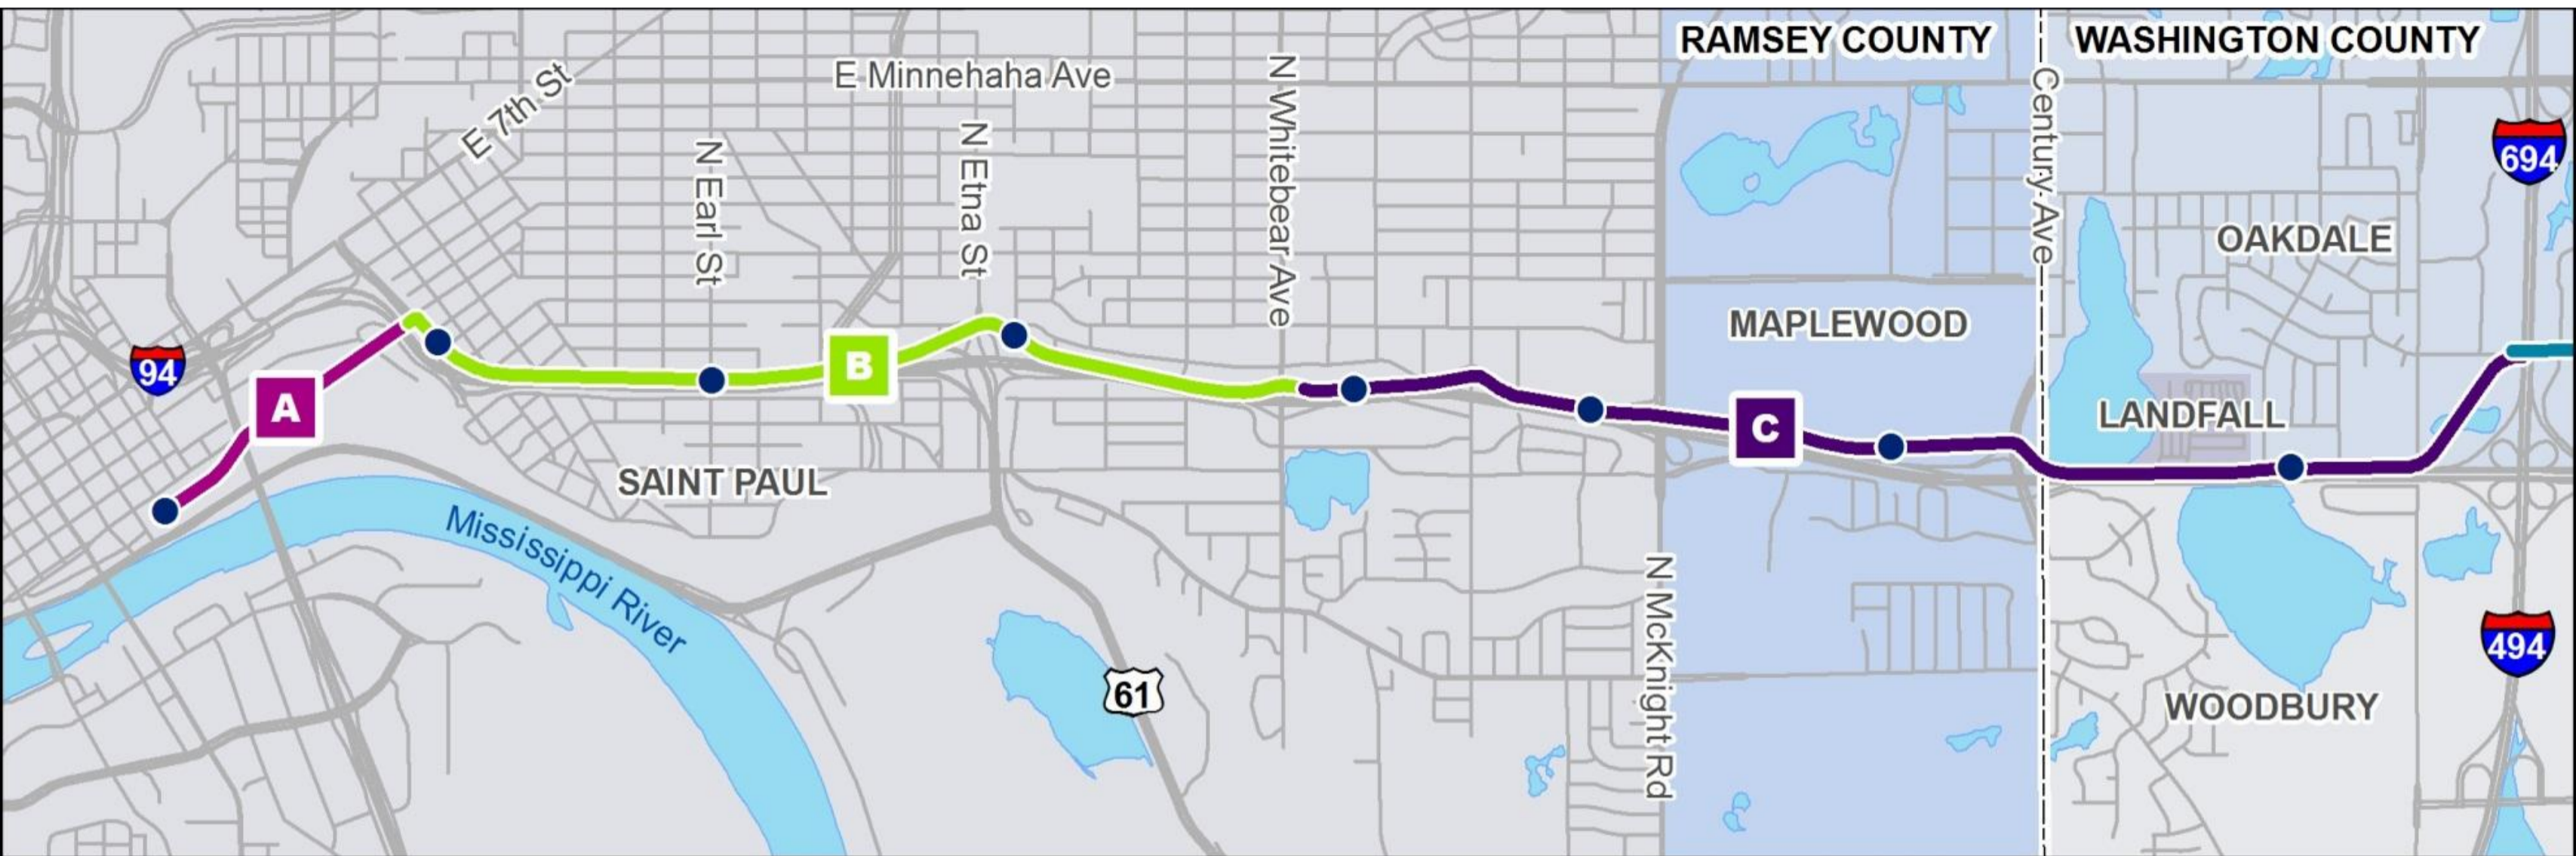 RAMSEY COUNTY
WASHINGTON COUNTY
E Minnehaha Ave
E 7th St
N Whitebear Ave
Century Ave
N Earl St
N Etna St
694
OAKDALE
MAPLEWOOD
94
A
B
C
LANDFALL
SAINT PAUL
Mississippi River
N McKnight Rd
61
494
WOODBURY